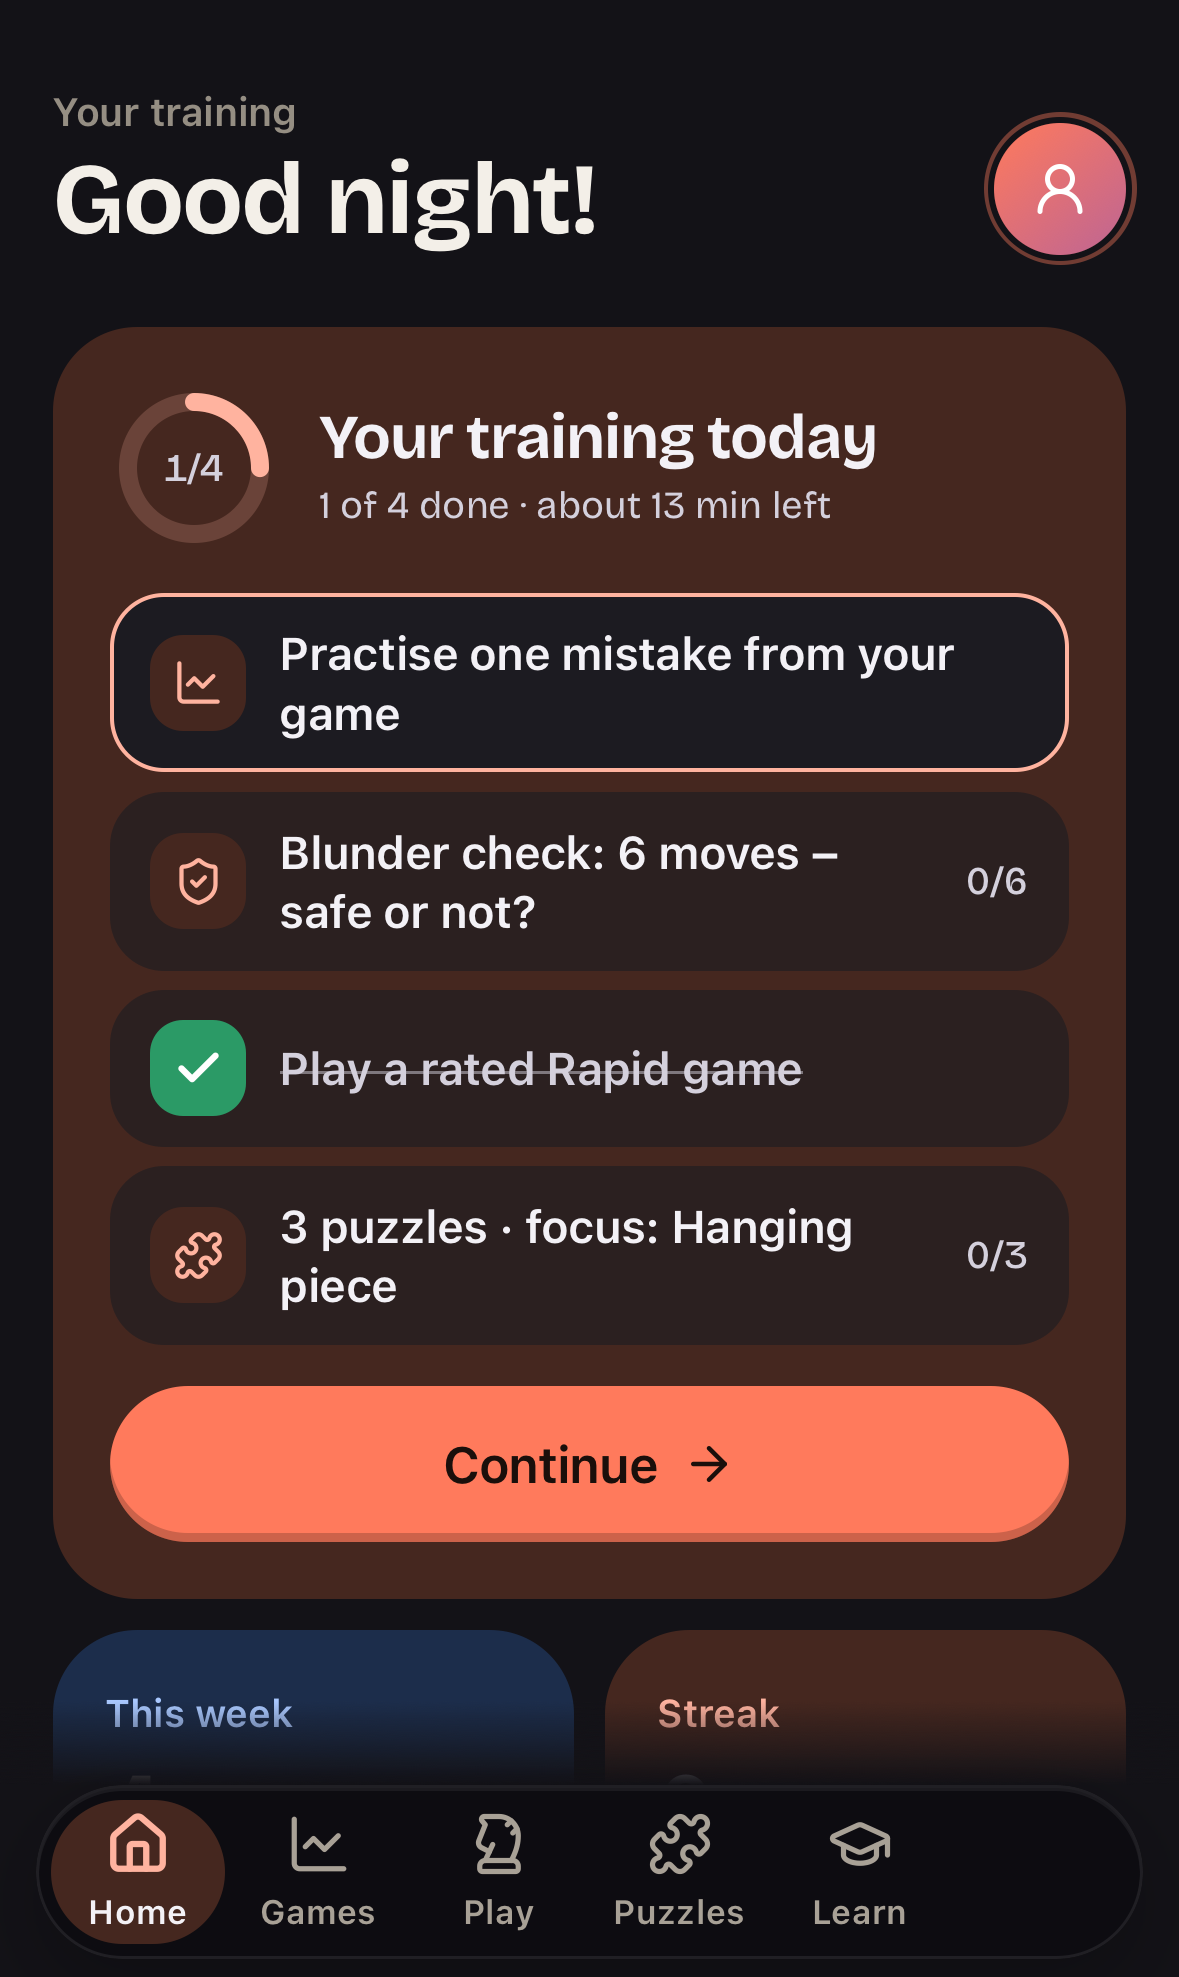 Your training
Good night!
1/4
Your training today
1 of 4 done · about 13 min left
Practise one mistake from your
game
Blunder check: 6 moves –
safe or not?
0/6
Play a rated Rapid game
3 puzzles · focus: Hanging
piece
0/3
Continue →
This week
Streak
Home
Games
Play
Puzzles
Learn